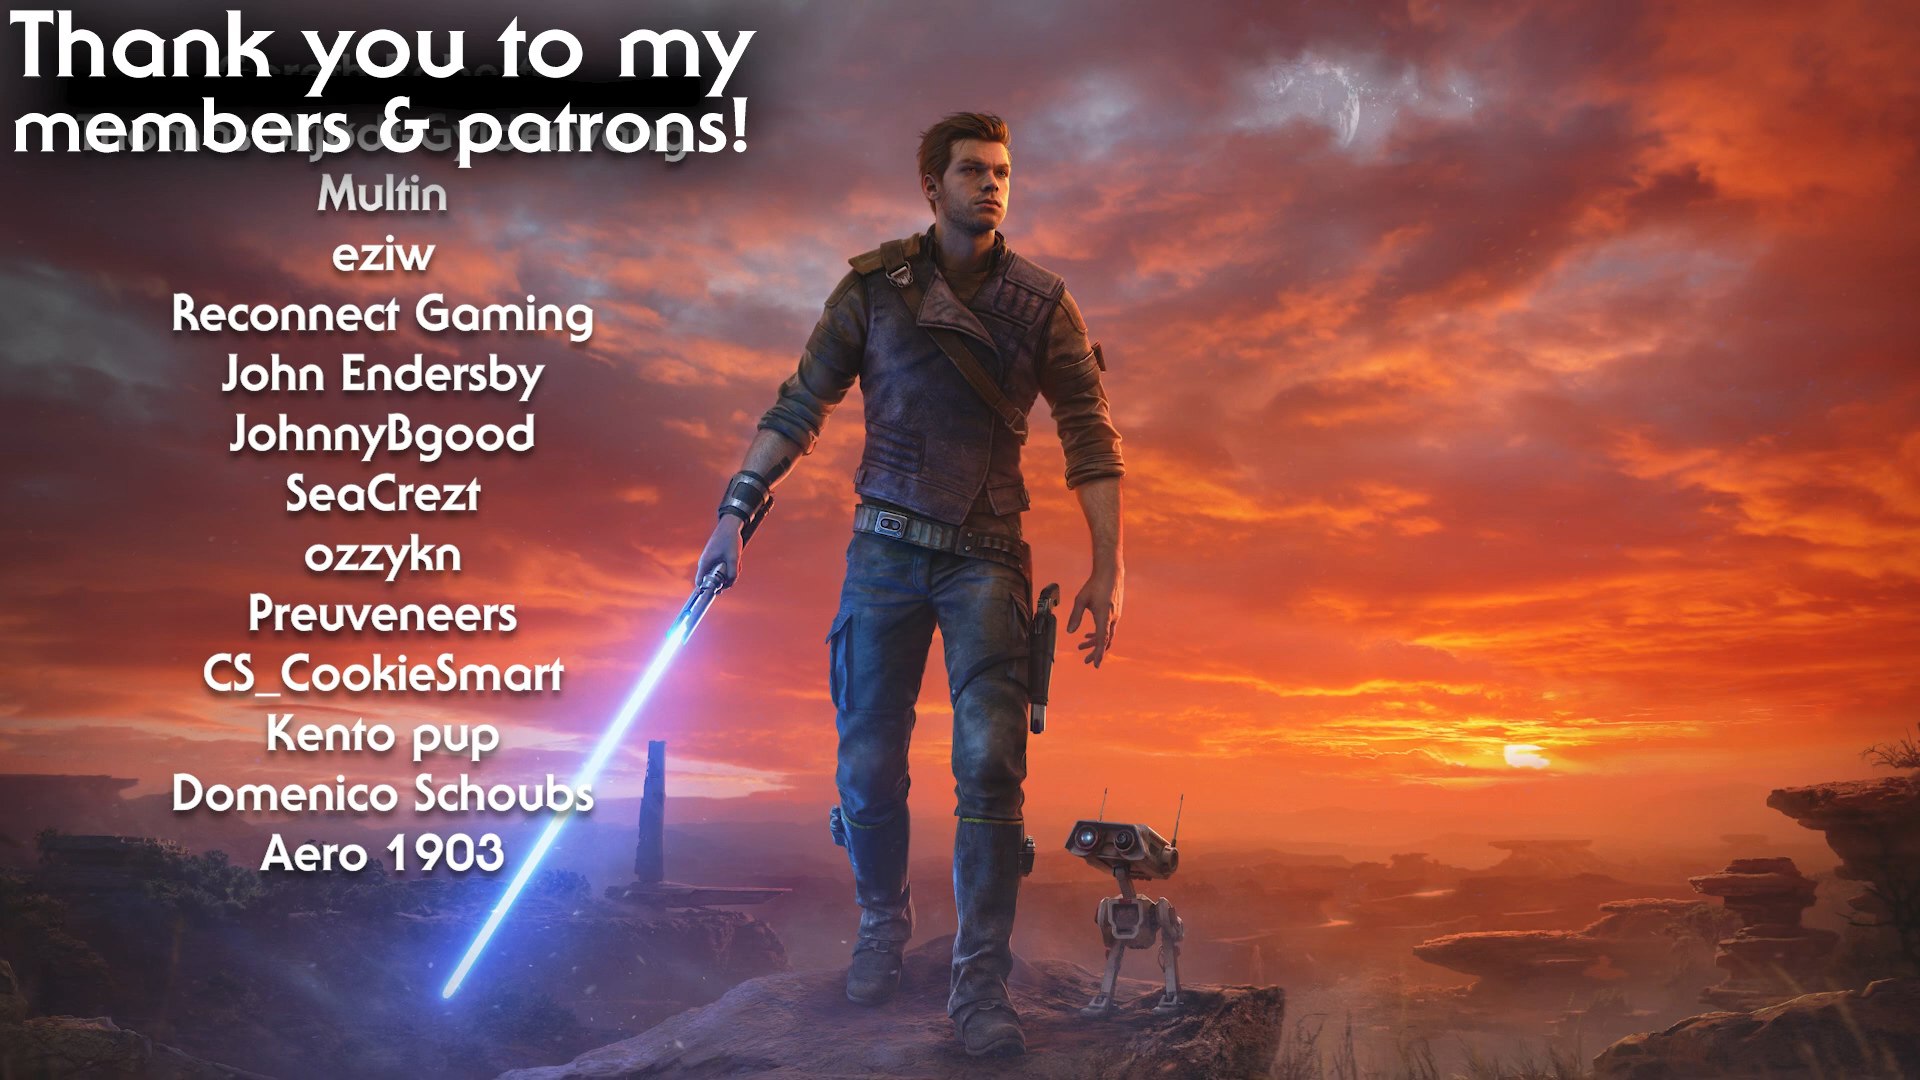 Thank you to my
members & patrons!
Multin
eziw
Reconnect Gaming
John Endersby
JohnnyBgood
SeaCrezt
ozzykn
Preuveneers
CS_CookieSmart
Kento pup
Domenico Schoubs
Aero 1903